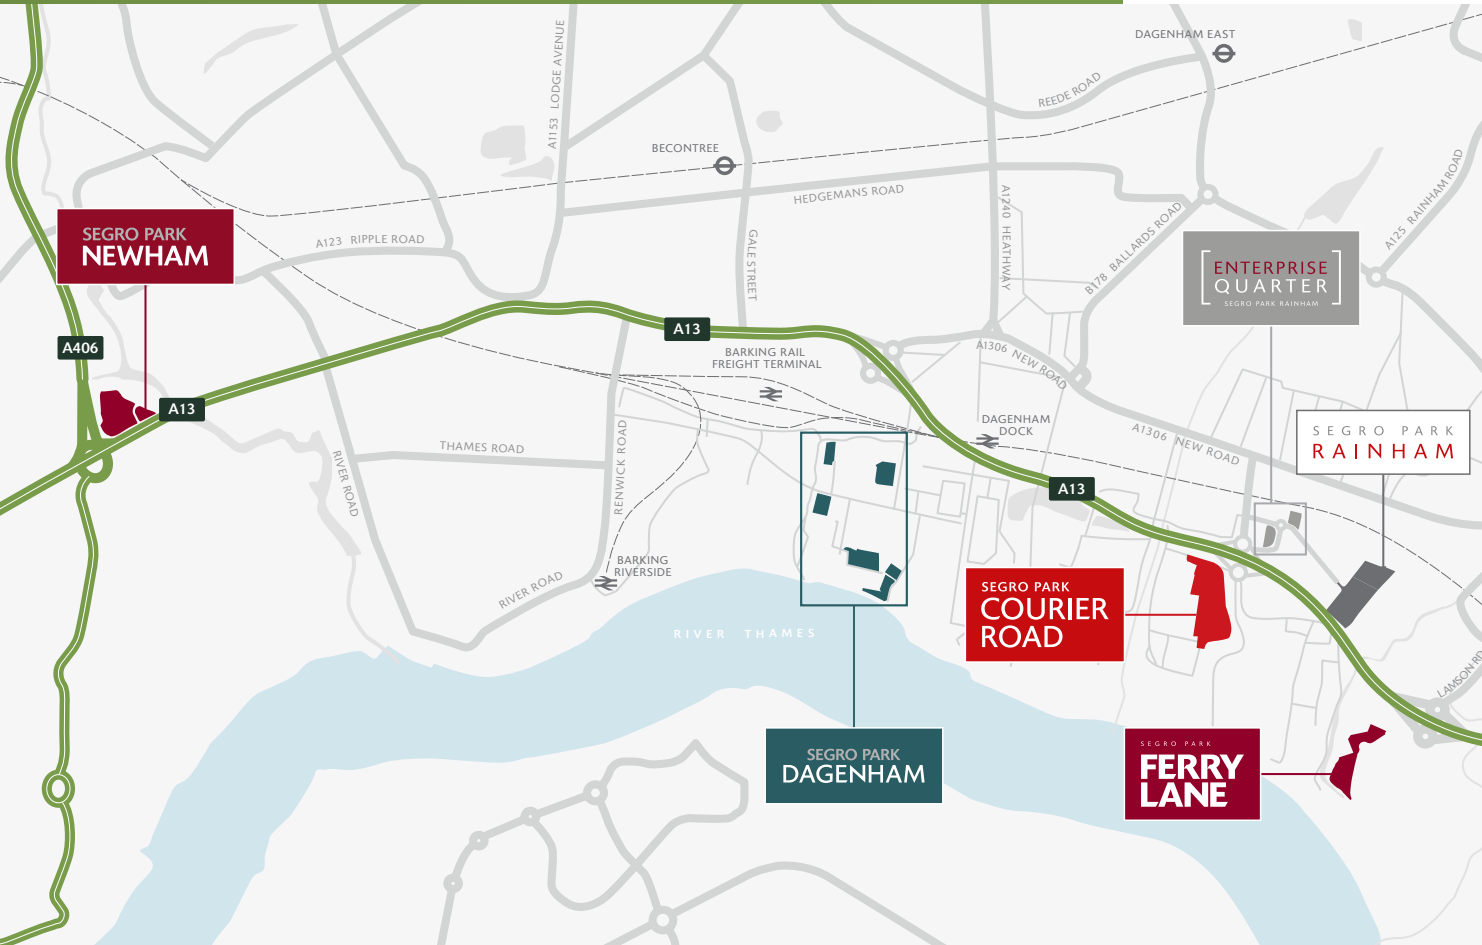 DAGENHAM EAST
A1153 LODGE AVENUE
REEDE ROAD
BECONTREE
HEDGEMANS ROAD
A125 RAINHAM ROAD
A1240 HEATHWAY
B178 BALLARDS ROAD
SEGRO PARK
NEWHAM
A123 RIPPLE ROAD
GALE STREET
ENTERPRISE
QUARTER
SEGRO PARK RAINHAM
A406
A13
BARKING RAIL
FREIGHT TERMINAL
A1306 NEW ROAD
A13
DAGENHAM
DOCK
A1306 NEW ROAD
SEGRO PARK
RAINHAM
THAMES ROAD
RIVER ROAD
RENWICK ROAD
A13
BARKING
RIVERSIDE
RIVER ROAD
SEGRO PARK
COURIER
ROAD
RIVER THAMES
LAMSON RD
SEGRO PARK
DAGENHAM
SEGRO PARK
FERRY
LANE